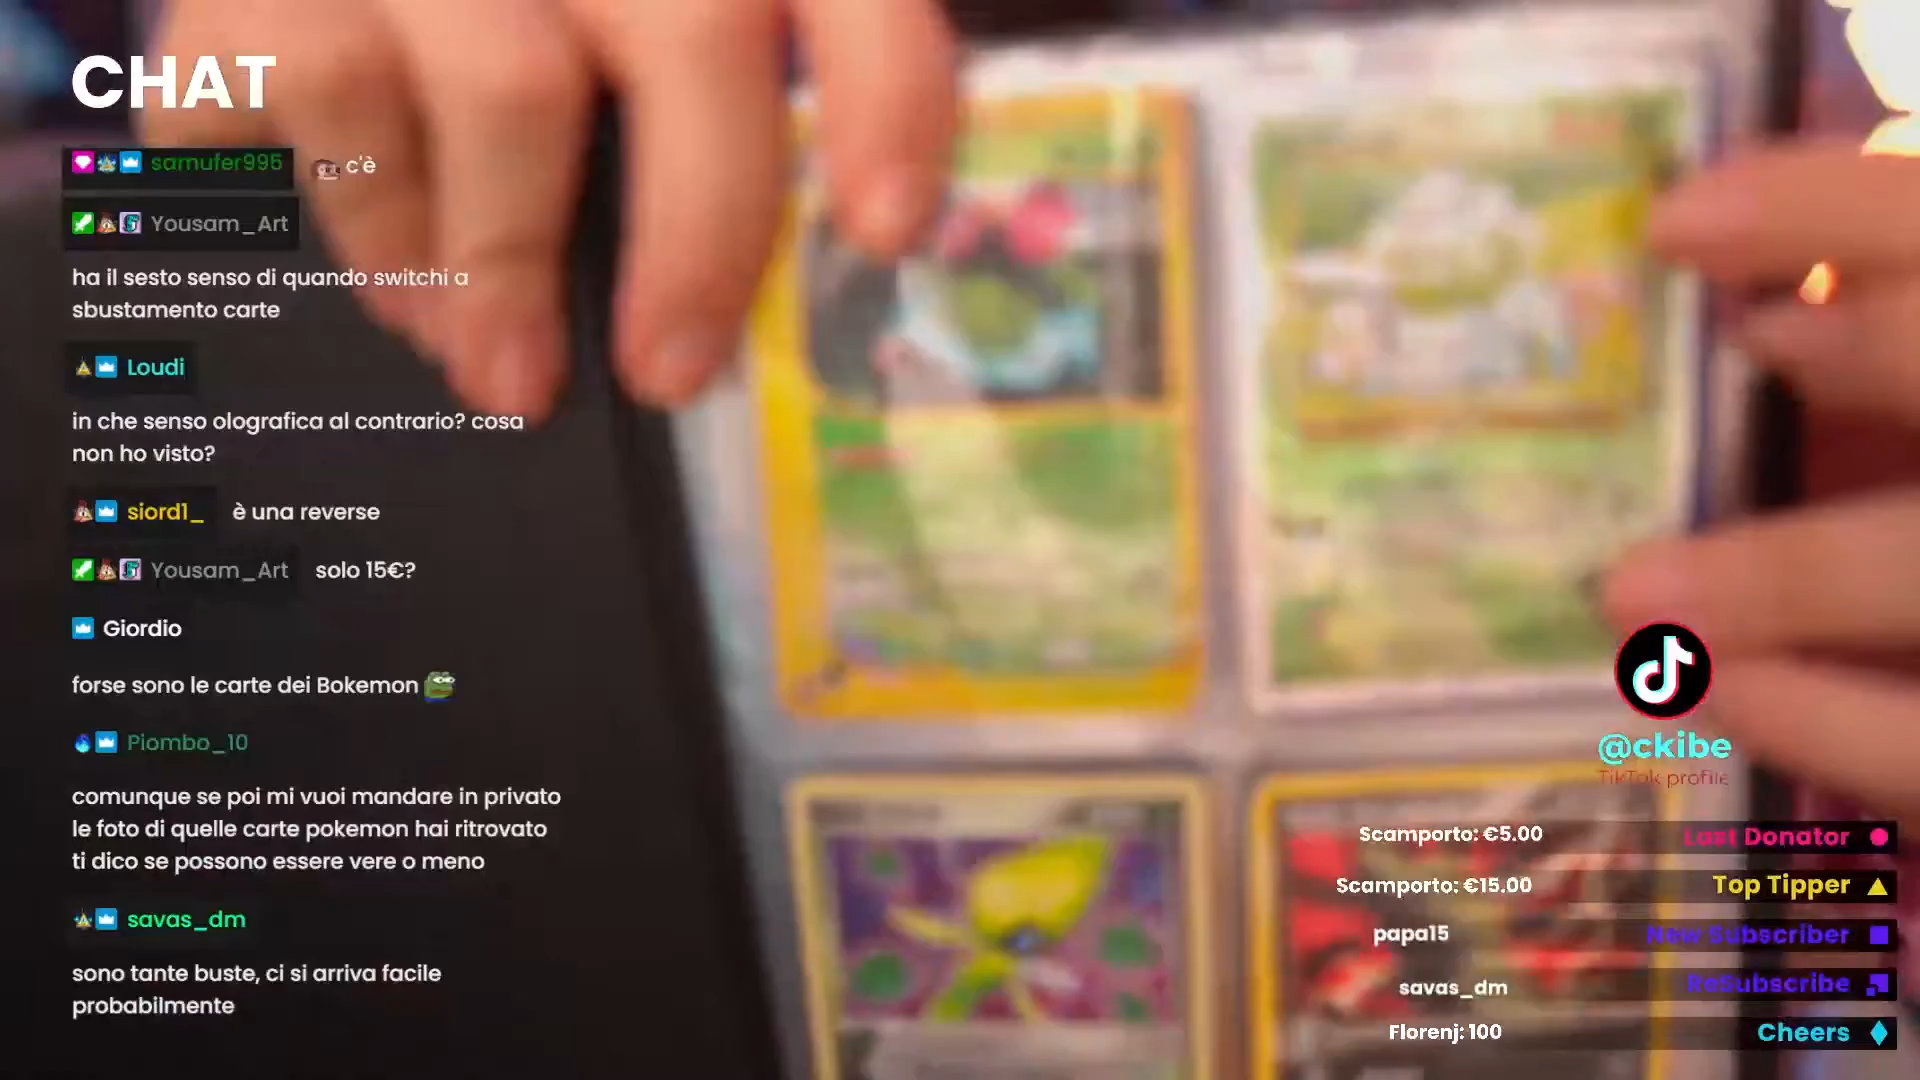 CHAT
samufer995 c'è
Yousam_Art
ha il sesto senso di quando switchi a
sbustamento carte
Loudi
in che senso olografica al contrario? cosa
non ho visto?
siord1_ è una reverse
Yousam_Art solo 15€?
Giordio
forse sono le carte dei Bokemon
Piombo_10
comunque se poi mi vuoi mandare in privato
le foto di quelle carte pokemon hai ritrovato
ti dico se possono essere vere o meno
savas_dm
sono tante buste, ci si arriva facile
probabilmente
@ckibe
TikTok profile
Scamporto: €5.00 Last Donator
Scamporto: €15.00 Top Tipper
papa15 New Subscriber
savas_dm ReSubscribe
Florenj: 100 Cheers